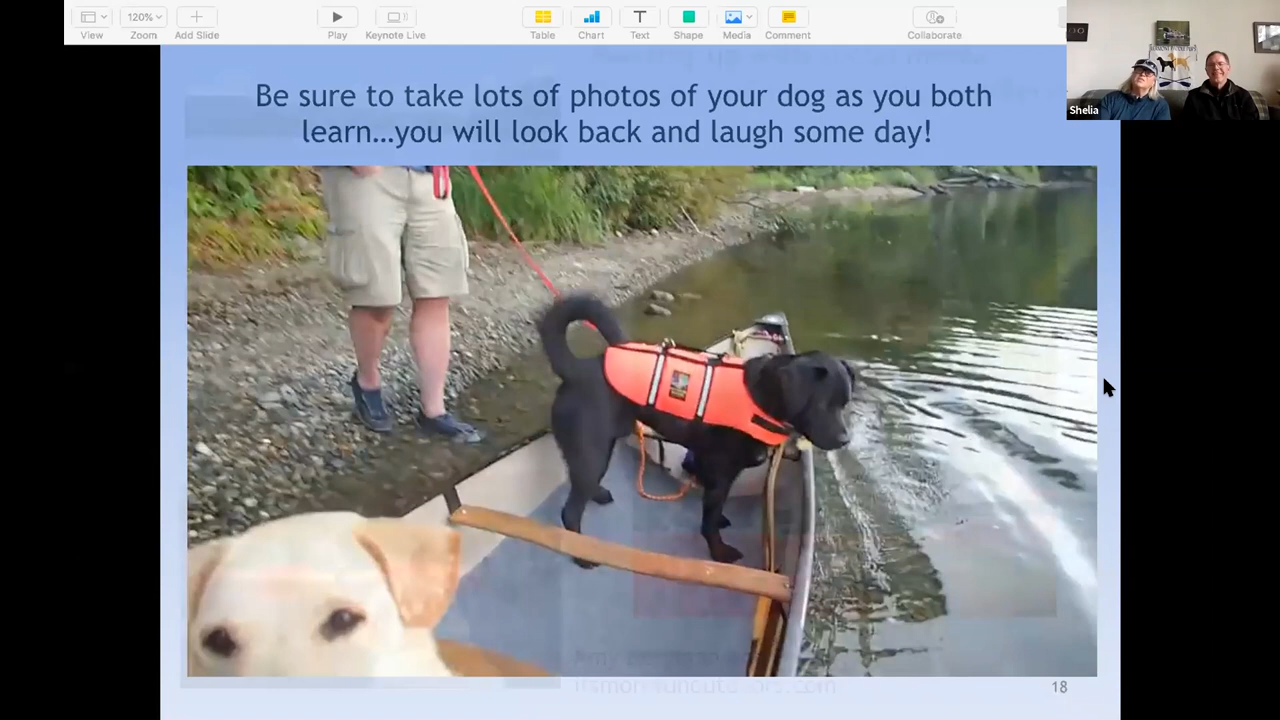 View
Zoom
Add Slide
Play
Keynote Live
Table
Chart
Text
Shape
Media
Comment
Collaborate
120%
Shelia
Be sure to take lots of photos of your dog as you both
learn...you will look back and laugh some day!
18